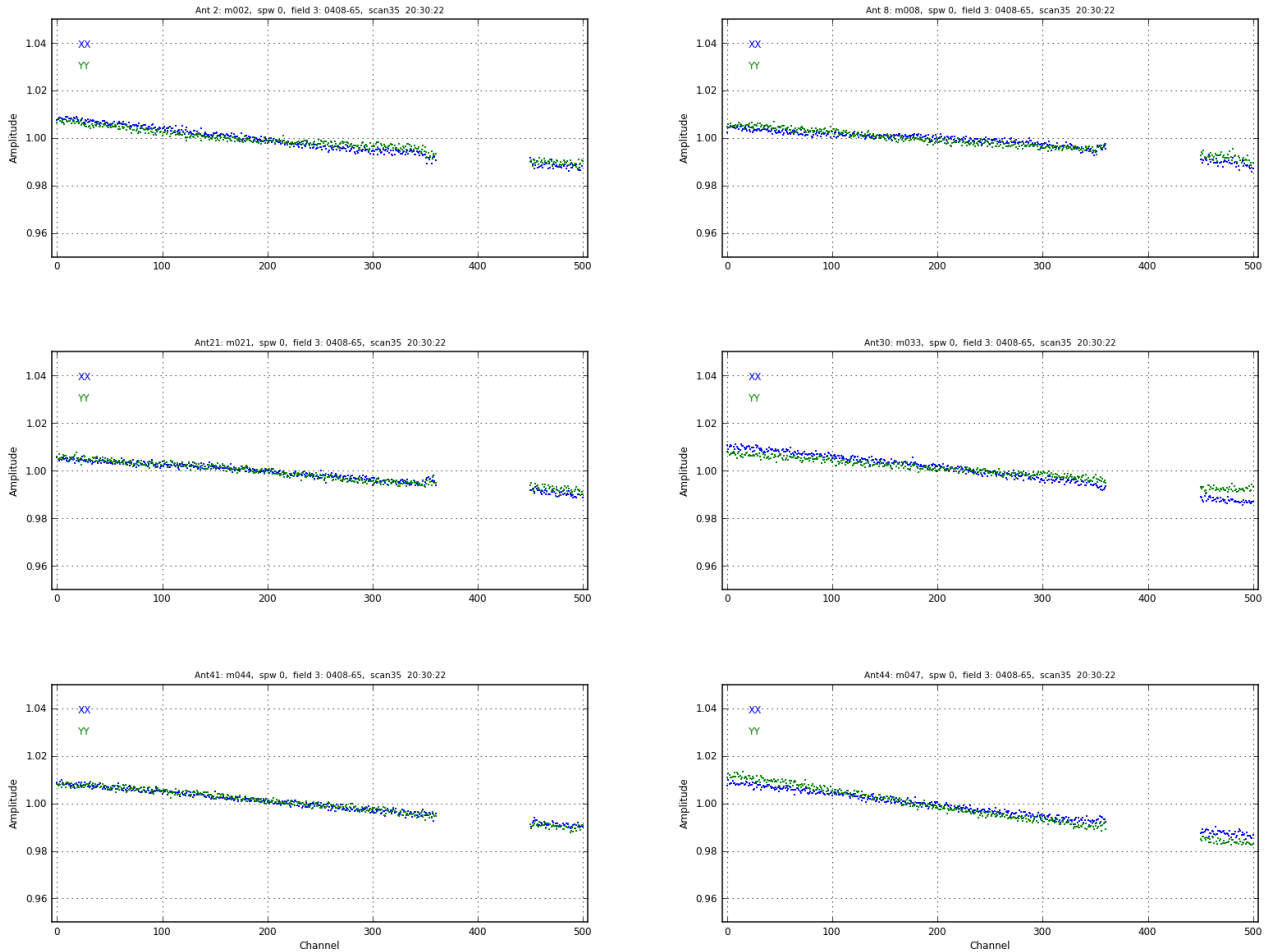 Ant 2: m002, spw 0, field 3: 0408-65, scan35 20:30:22
XX
YY
Amplitude
1.04
1.02
1.00
0.98
0.96
0 100 200 300 400 500
Ant 8: m008, spw 0, field 3: 0408-65, scan35 20:30:22
XX
YY
Amplitude
1.04
1.02
1.00
0.98
0.96
0 100 200 300 400 500
Ant21: m021, spw 0, field 3: 0408-65, scan35 20:30:22
XX
YY
Amplitude
1.04
1.02
1.00
0.98
0.96
0 100 200 300 400 500
Ant30: m033, spw 0, field 3: 0408-65, scan35 20:30:22
XX
YY
Amplitude
1.04
1.02
1.00
0.98
0.96
0 100 200 300 400 500
Ant41: m044, spw 0, field 3: 0408-65, scan35 20:30:22
XX
YY
Amplitude
1.04
1.02
1.00
0.98
0.96
0 100 200 300 400 500
Channel
Ant44: m047, spw 0, field 3: 0408-65, scan35 20:30:22
XX
YY
Amplitude
1.04
1.02
1.00
0.98
0.96
0 100 200 300 400 500
Channel